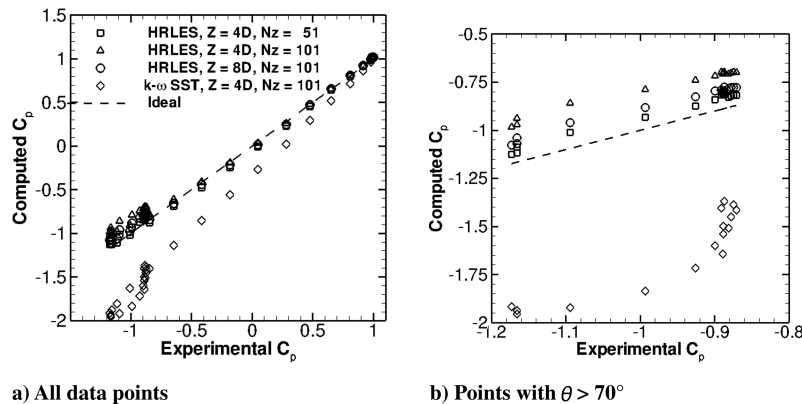 HRLES, Z = 4D, Nz = 51
HRLES, Z = 4D, Nz = 101
HRLES, Z = 8D, Nz = 101
k-ω SST, Z = 4D, Nz = 101
Ideal
Computed Cp
1.5
1
0.5
0
-0.5
-1
-1.5
-2
-1 -0.5 0 0.5 1
Experimental Cp
a) All data points
Computed Cp
-0.5
-0.75
-1
-1.25
-1.5
-1.75
-2
-1.2 -1.1 -1 -0.9 -0.8
Experimental Cp
b) Points with θ > 70°